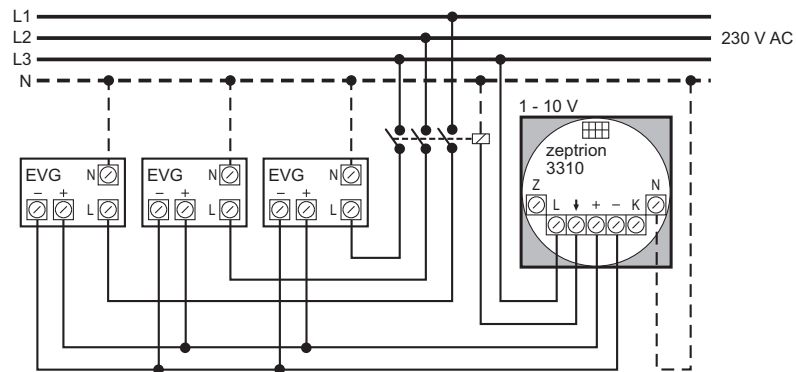 L1
L2
L3
N
230 V AC
1 - 10 V
zeptrion
3310
Z
L ↓ + – K
N
EVG
N
– +
L
EVG
N
– +
L
EVG
N
– +
L